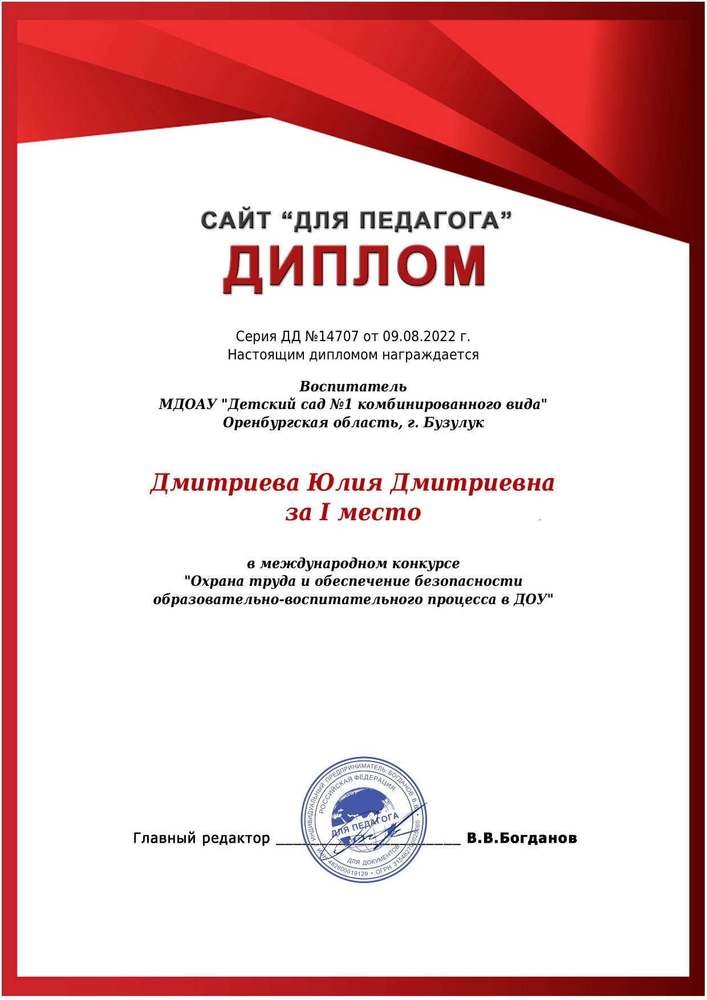 САЙТ “ДЛЯ ПЕДАГОГА”
ДИПЛОМ
Серия ДД №14707 от 09.08.2022 г.
Настоящим дипломом награждается
Воспитатель
МДОАУ "Детский сад №1 комбинированного вида"
Оренбургская область, г. Бузулук
Дмитриева Юлия Дмитриевна
за I место
в международном конкурсе
"Охрана труда и обеспечение безопасности
образовательно-воспитательного процесса в ДОУ"
Главный редактор ________________________ В.В.Богданов
ИНДИВИДУАЛЬНЫЙ ПРЕДПРИНИМАТЕЛЬ БОГДАНОВ В.В. • ИНН 482600019129 • ОГРН 315482700025060
РОССИЙСКАЯ ФЕДЕРАЦИЯ
ДЛЯ ПЕДАГОГА
ДЛЯ ДОКУМЕНТОВ